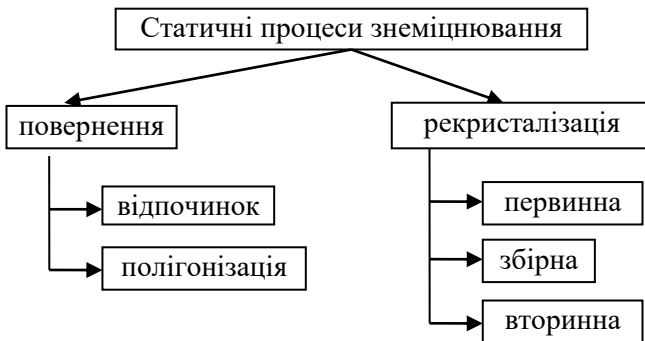 Статичні процеси знеміцнювання
повернення
рекристалізація
відпочинок
полігонізація
первинна
збірна
вторинна